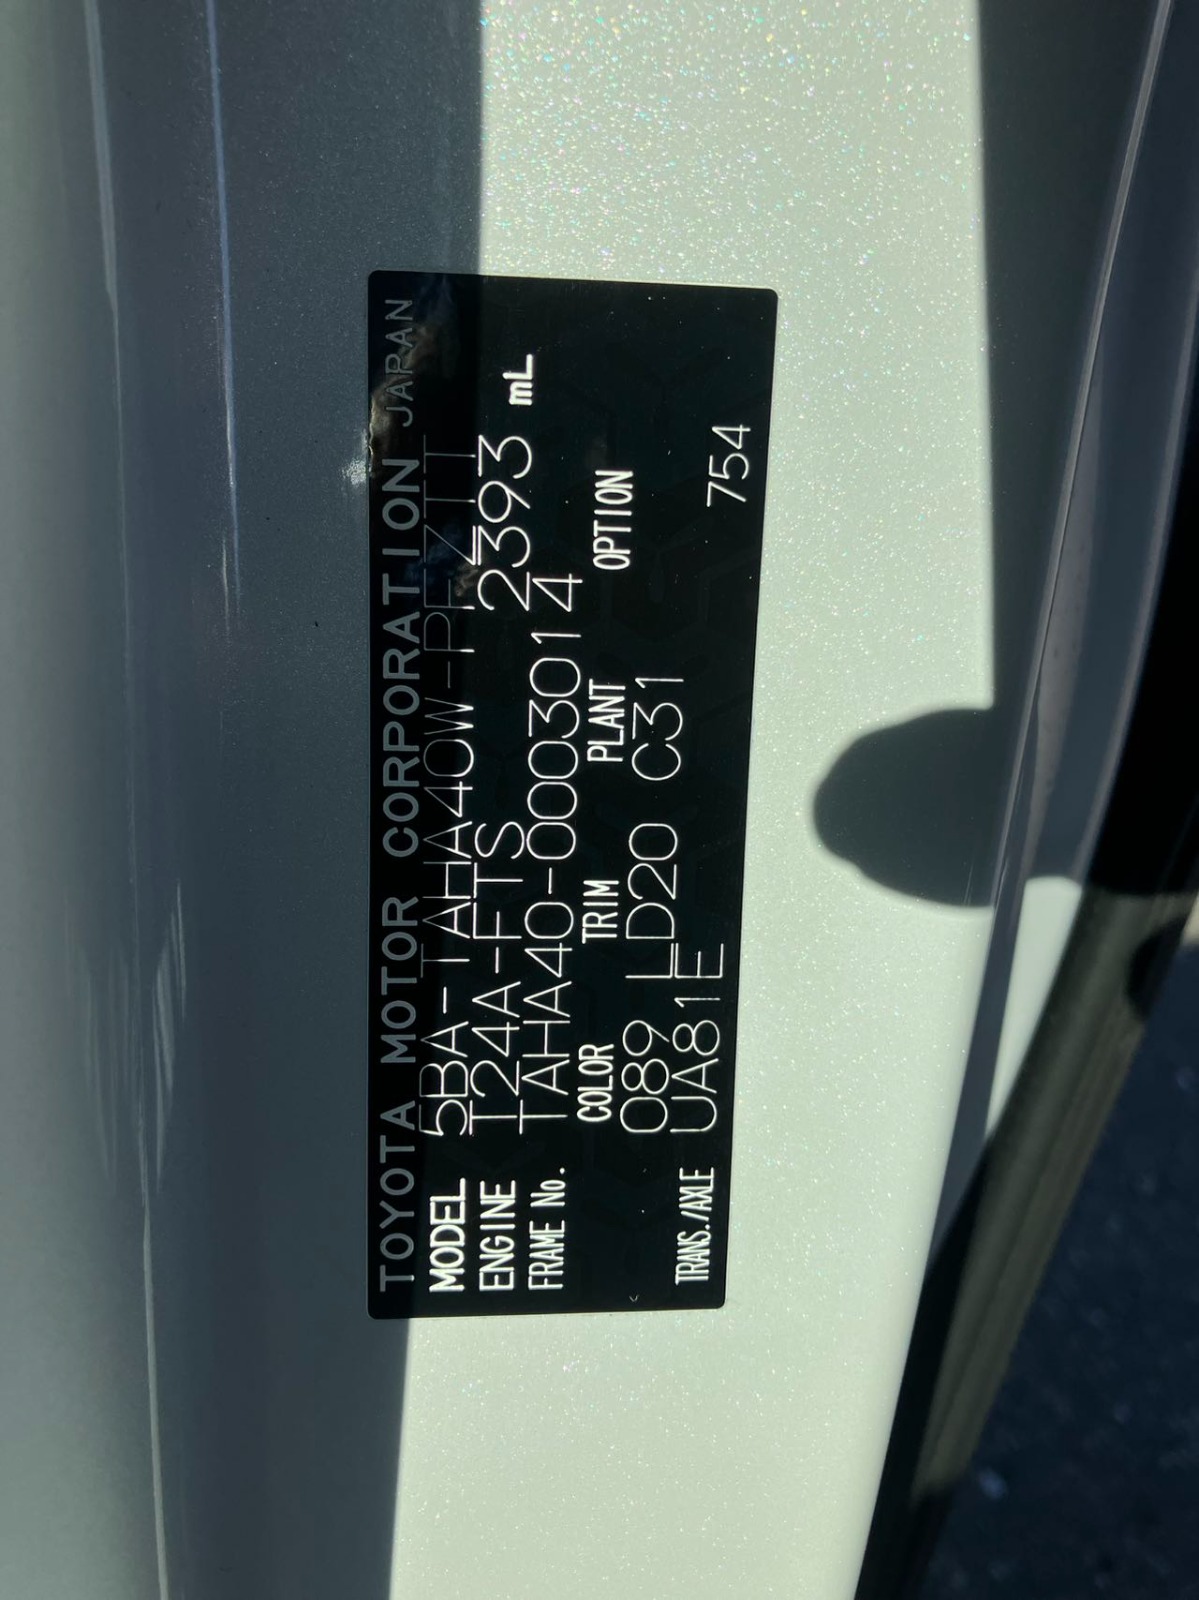 TOYOTA MOTOR CORPORATION JAPAN
MODEL 5BA-TAHA40W-PFZTT
ENGINE T24A-FTS 2393 mL
FRAME No. TAHA40-0003014
COLOR TRIM PLANT OPTION
089 LD20 C31
TRANS./AXLE UA81E 754